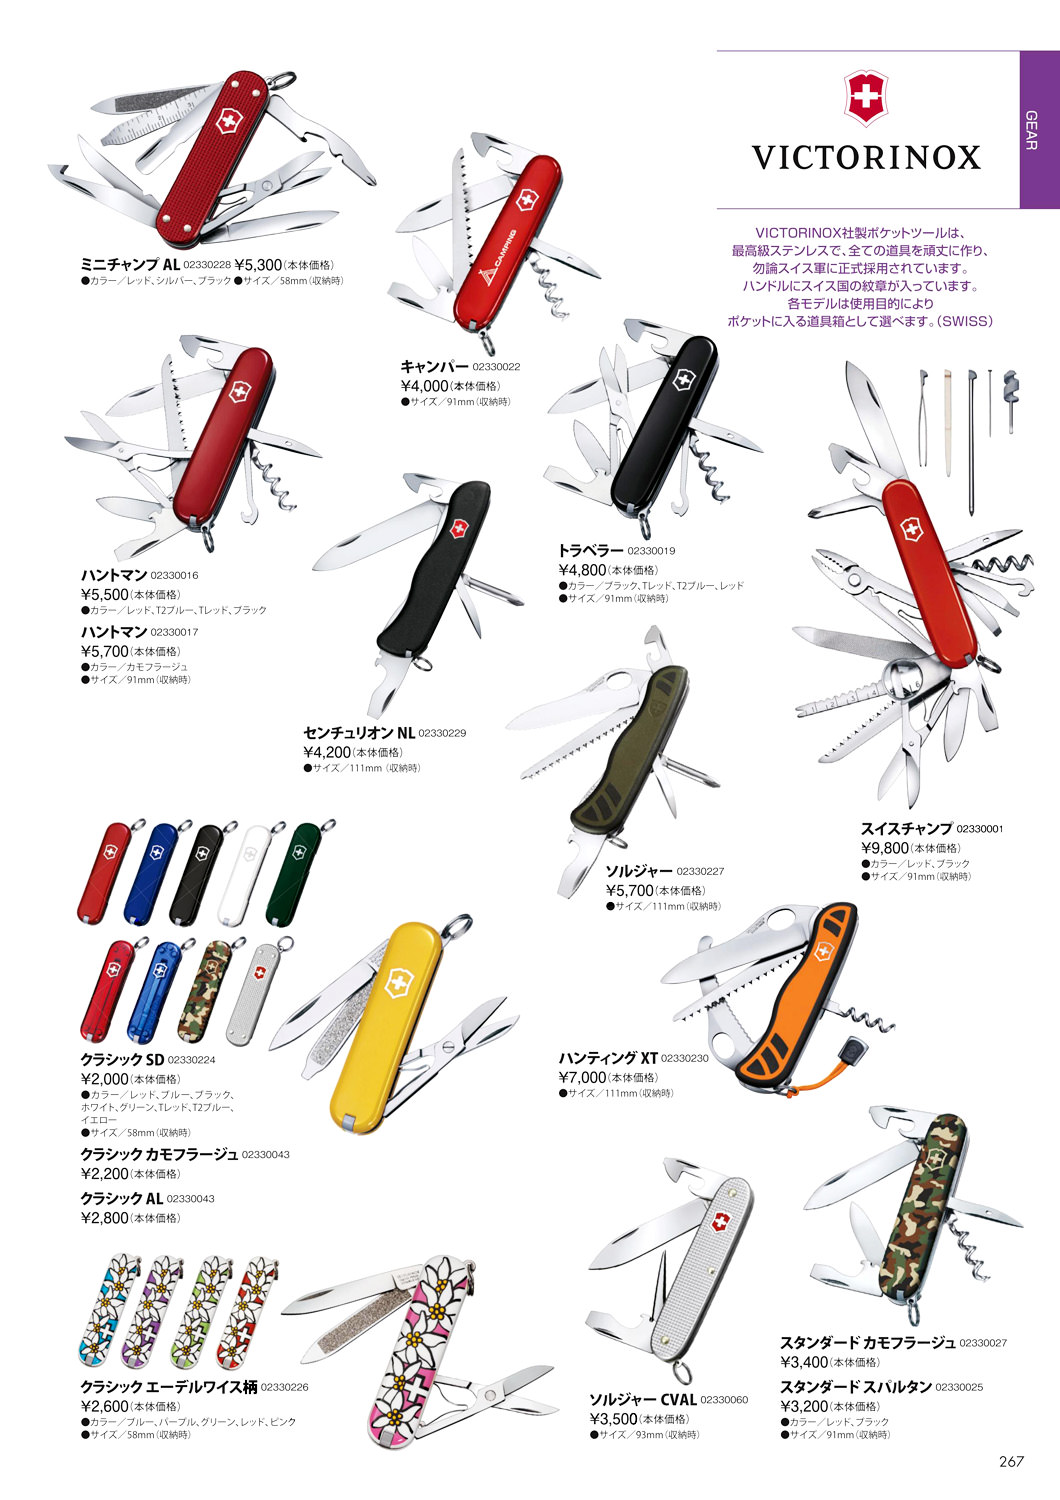 GEAR
VICTORINOX
VICTORINOX社製ポケットツールは、
最高級ステンレスで、全ての道具を頑丈に作り、
勿論スイス軍に正式採用されています。
ハンドルにスイス国の紋章が入っています。
各モデルは使用目的により
ポケットに入る道具箱として選べます。(SWISS)
ミニチャンプ AL 02330228 ¥5,300(本体価格)
●カラー／レッド、シルバー、ブラック ●サイズ／58mm(収納時)
CAMPING
キャンパー 02330022
¥4,000(本体価格)
●サイズ／91mm(収納時)
ハントマン 02330016
¥5,500(本体価格)
●カラー／レッド、T2ブルー、Tレッド、ブラック
ハントマン 02330017
¥5,700(本体価格)
●カラー／カモフラージュ
●サイズ／91mm(収納時)
トラベラー 02330019
¥4,800(本体価格)
●カラー／ブラック、Tレッド、T2ブルー、レッド
●サイズ／91mm(収納時)
センチュリオン NL 02330229
¥4,200(本体価格)
●サイズ／111mm (収納時)
スイスチャンプ 02330001
¥9,800(本体価格)
●カラー／レッド、ブラック
●サイズ／91mm(収納時)
ソルジャー 02330227
¥5,700(本体価格)
●サイズ／111mm(収納時)
クラシック SD 02330224
¥2,000(本体価格)
●カラー／レッド、ブルー、ブラック、
ホワイト、グリーン、Tレッド、T2ブルー、
イエロー
●サイズ／58mm(収納時)
クラシック カモフラージュ 02330043
¥2,200(本体価格)
クラシック AL 02330043
¥2,800(本体価格)
ハンティング XT 02330230
¥7,000(本体価格)
●サイズ／111mm(収納時)
クラシック エーデルワイス柄 02330226
¥2,600(本体価格)
●カラー／ブルー、パープル、グリーン、レッド、ピンク
●サイズ／58mm(収納時)
ソルジャー CVAL 02330060
¥3,500(本体価格)
●サイズ／93mm(収納時)
スタンダード カモフラージュ 02330027
¥3,400(本体価格)
スタンダード スパルタン 02330025
¥3,200(本体価格)
●カラー／レッド、ブラック
●サイズ／91mm(収納時)
267